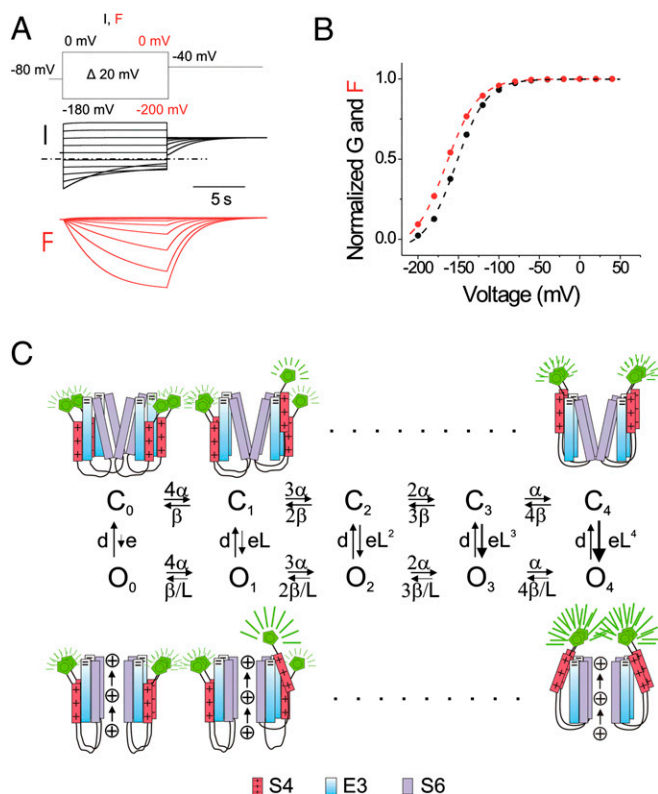 A
I, F
0 mV 0 mV
-40 mV
-80 mV
Δ 20 mV
-180 mV -200 mV
I
5 s
F
B
Normalized G and F
1.0
0.5
0.0
-200 -150 -100 -50 0 50
Voltage (mV)
C
4α 3α 2α α
C₀ ⇌ C₁ ⇌ C₂ ⇌ C₃ ⇌ C₄
β 2β 3β 4β
d e d eL d eL² d eL³ d eL⁴
4α 3α 2α α
O₀ ⇌ O₁ ⇌ O₂ ⇌ O₃ ⇌ O₄
β/L 2β/L 3β/L 4β/L
S4 E3 S6